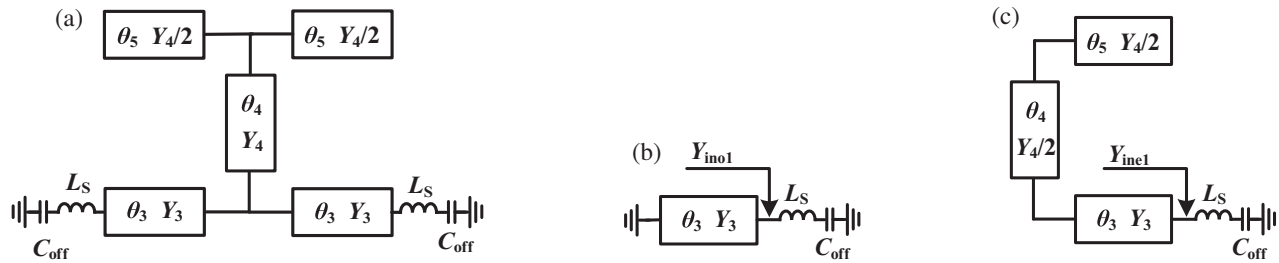 (a)
θ5 Y4/2
θ5 Y4/2
θ4
Y4
LS
θ3 Y3
θ3 Y3
LS
Coff
Coff
(b)
Yino1
θ3 Y3
LS
Coff
(c)
θ5 Y4/2
θ4
Y4/2
Yine1
θ3 Y3
LS
Coff